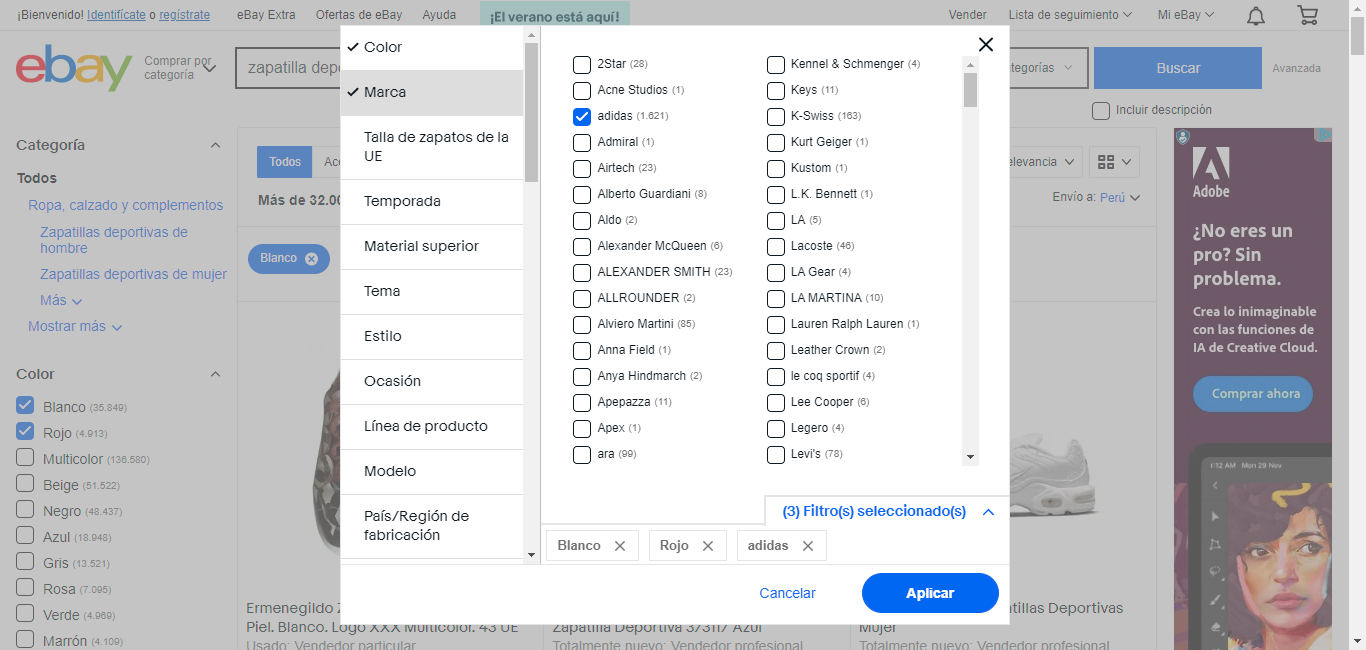 ¡Bienvenido! Identifícate o regístrate
eBay Extra
Ofertas de eBay
Ayuda
¡El verano está aquí!
Vender
Lista de seguimiento
Mi eBay
ebay
Comprar por
categoría
zapatilla
Buscar
Avanzada
Incluir descripción
Categoría
Todos
Ropa, calzado y complementos
Zapatillas deportivas de
hombre
Zapatillas deportivas de mujer
Más
Mostrar más
Color
Blanco (35.849)
Rojo (4.913)
Multicolor (136.580)
Beige (51.522)
Negro (48.437)
Azul (18.948)
Gris (13.521)
Rosa (7.095)
Verde (4.969)
Marrón (4.109)
Todos
Más de 32.00
Envío a: Perú
Blanco
Color
Marca
Talla de zapatos de la
UE
Temporada
Material superior
Tema
Estilo
Ocasión
Línea de producto
Modelo
País/Región de
fabricación
2Star (28)
Acne Studios (1)
adidas (1.621)
Admiral (1)
Airtech (23)
Alberto Guardiani (8)
Aldo (2)
Alexander McQueen (6)
ALEXANDER SMITH (23)
ALLROUNDER (2)
Alviero Martini (85)
Anna Field (1)
Anya Hindmarch (2)
Apepazza (11)
Apex (1)
ara (99)
Kennel & Schmenger (4)
Keys (11)
K-Swiss (163)
Kurt Geiger (1)
Kustom (1)
L.K. Bennett (1)
LA (5)
Lacoste (46)
LA Gear (4)
LA MARTINA (10)
Lauren Ralph Lauren (1)
Leather Crown (2)
le coq sportif (4)
Lee Cooper (6)
Legero (4)
Levi's (78)
(3) Filtro(s) seleccionado(s)
Blanco
Rojo
adidas
Cancelar
Aplicar
Ermenegildo
Piel. Blanco. Logo XXX Multicolor. 43 UE
Usado: Vendedor particular
Zapatilla Deportiva 373117 Azul
Totalmente nuevo: Vendedor profesional
Deportivas
Mujer
Totalmente nuevo: Vendedor profesional
Adobe
¿No eres un
pro? Sin
problema.
Crea lo inimaginable
con las funciones de
IA de Creative Cloud.
Comprar ahora
1:12 AM Mon 29 Nov